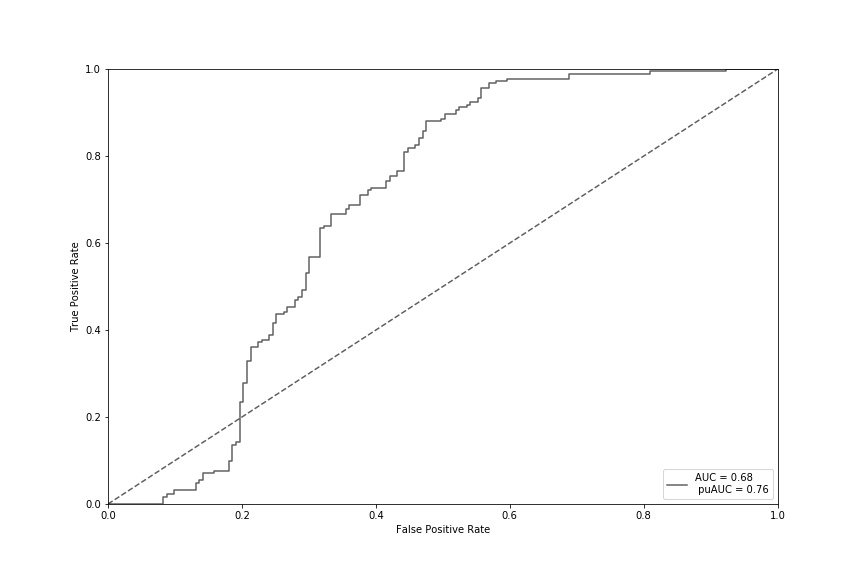 1.0
0.8
0.6
0.4
0.2
0.0
True Positive Rate
AUC = 0.68
puAUC = 0.76
0.0 0.2 0.4 0.6 0.8 1.0
False Positive Rate